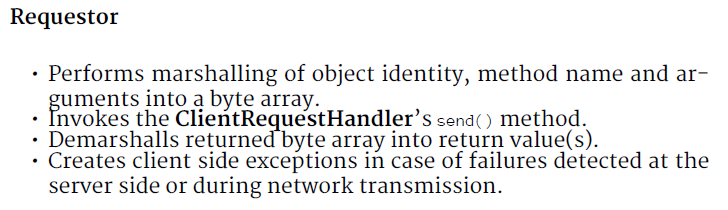 Requestor
• Performs marshalling of object identity, method name and ar-
guments into a byte array.
• Invokes the ClientRequestHandler's send() method.
• Demarshalls returned byte array into return value(s).
• Creates client side exceptions in case of failures detected at the
server side or during network transmission.